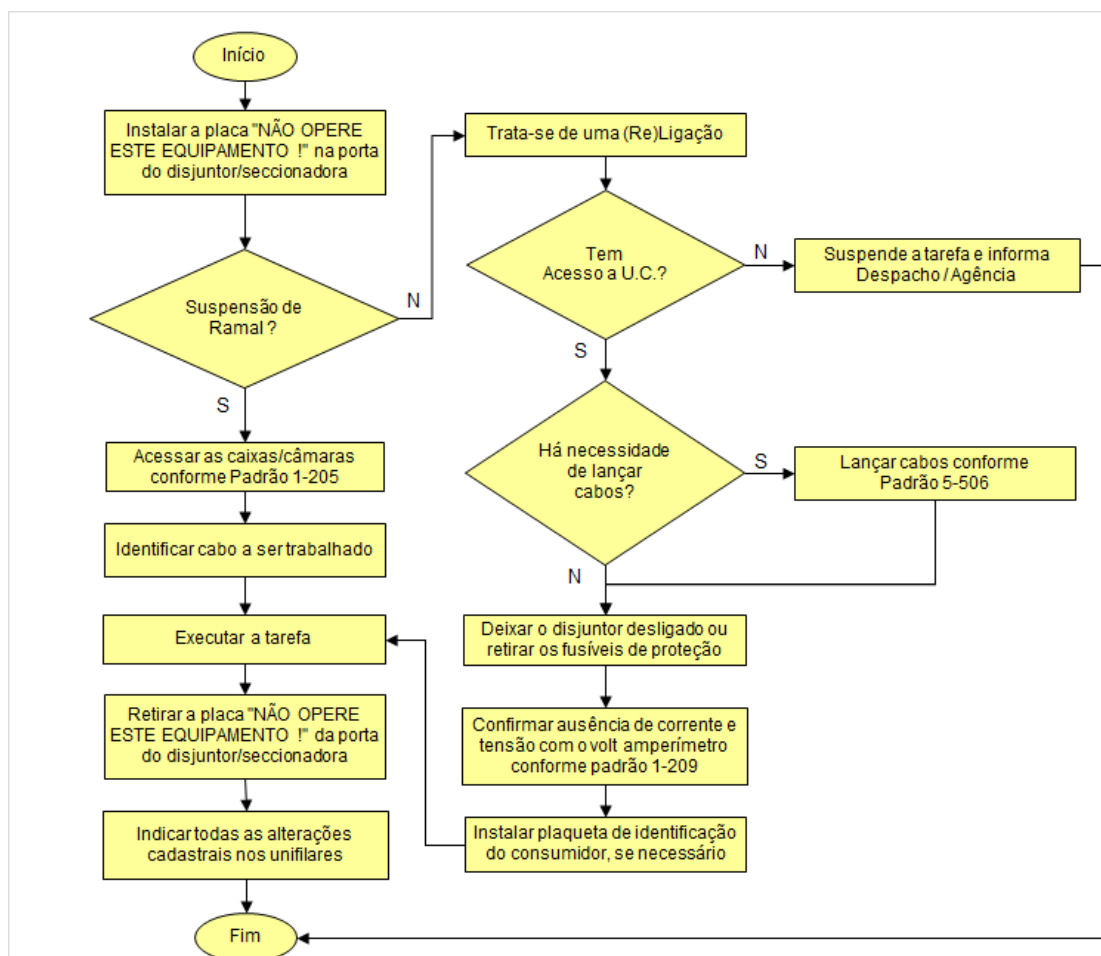 Início
Instalar a placa "NÃO OPERE
ESTE EQUIPAMENTO !" na porta
do disjuntor/seccionadora
Suspensão de
Ramal ?
N
S
Acessar as caixas/câmaras
conforme Padrão 1-205
Identificar cabo a ser trabalhado
Executar a tarefa
Retirar a placa "NÃO OPERE
ESTE EQUIPAMENTO !" da porta
do disjuntor/seccionadora
Indicar todas as alterações
cadastrais nos unifilares
Fim
Trata-se de uma (Re)Ligação
Tem
Acesso a U.C.?
N
Suspende a tarefa e informa
Despacho / Agência
S
Há necessidade
de lançar
cabos?
S
Lançar cabos conforme
Padrão 5-506
N
Deixar o disjuntor desligado ou
retirar os fusíveis de proteção
Confirmar ausência de corrente e
tensão com o volt amperímetro
conforme padrão 1-209
Instalar plaqueta de identificação
do consumidor, se necessário